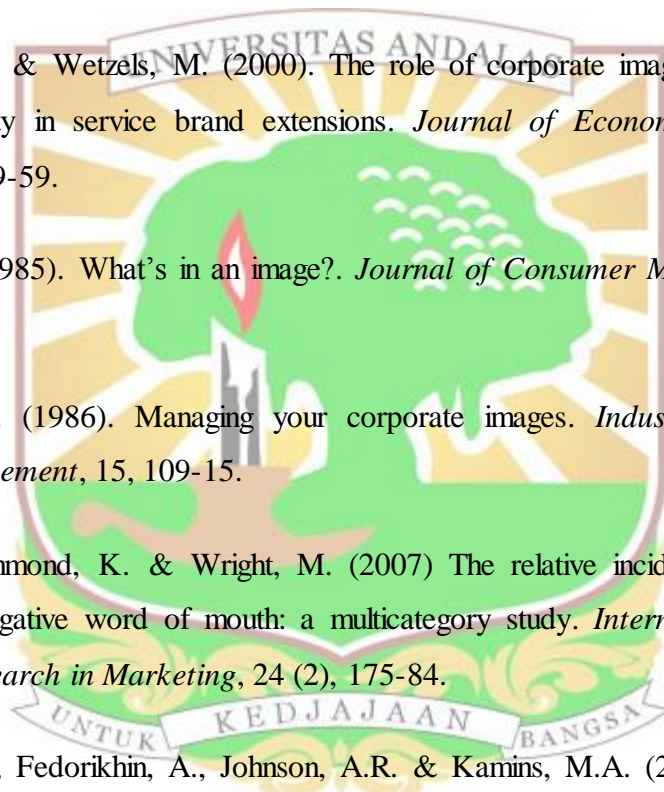 UNIVERSITAS ANDALAS
& Wetzels, M. (2000). The role of corporate imag
y in service brand extensions. Journal of Econom
9-59.
985). What's in an image?. Journal of Consumer M
. (1986). Managing your corporate images. Indus
ement, 15, 109-15.
mmond, K. & Wright, M. (2007) The relative incid
gative word of mouth: a multicategory study. Intern
earch in Marketing, 24 (2), 175-84.
UNTUK KEDJAJAAN BANGSA
, Fedorikhin, A., Johnson, A.R. & Kamins, M.A. (2